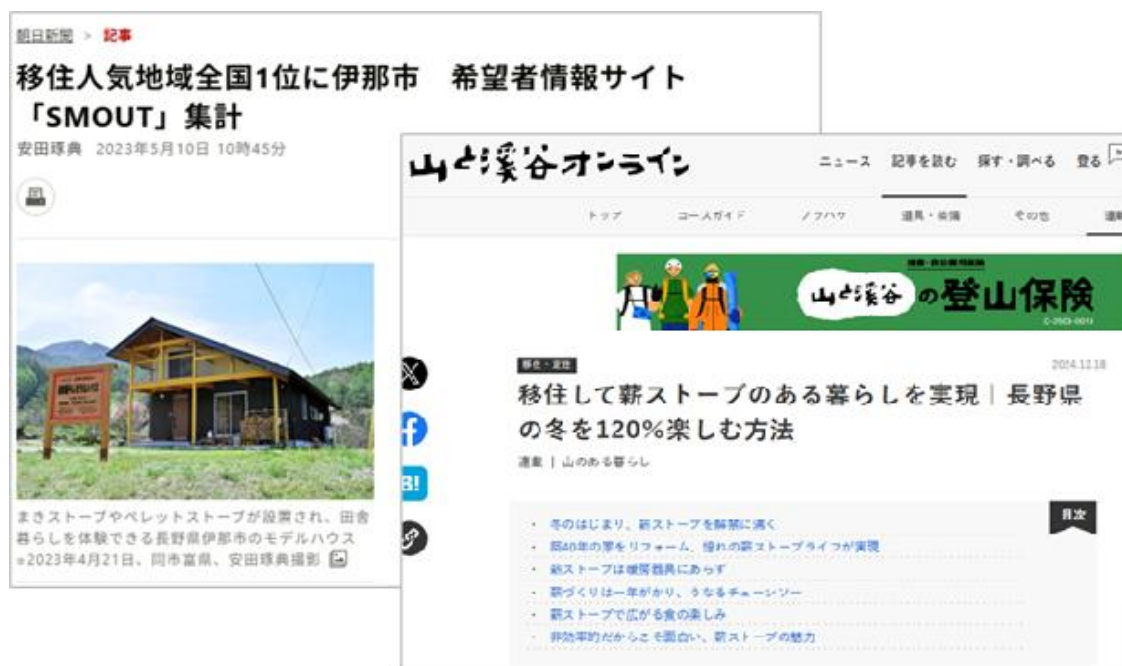 朝日新聞 > 記事
移住人気地域全国1位に伊那市　希望者情報サイト
「SMOUT」集計
安田琢典 2023年5月10日 10時45分
まきストーブやペレットストーブが設置され、田舎
暮らしを体験できる長野県伊那市のモデルハウス
=2023年4月21日、同市富県、安田琢典撮影
山と溪谷オンライン
ニュース 記事を読む 探す・調べる 登る
トップ コースガイド ノウハウ 道具・装備 その他
山と溪谷の登山保険
移住・定住
移住して薪ストーブのある暮らしを実現｜長野県
の冬を120%楽しむ方法
連載 | 山のある暮らし
目次
・ 冬のはじまり、薪ストーブを解禁に沸く
・ 築40年の家をリフォーム、憧れの薪ストーブライフが実現
・ 薪ストーブは暖房器具にあらず
・ 薪づくりは一年がかり、うなるチェーンソー
・ 薪ストーブで広がる食の楽しみ
・ 非効率的だからこそ面白い、薪ストーブの魅力